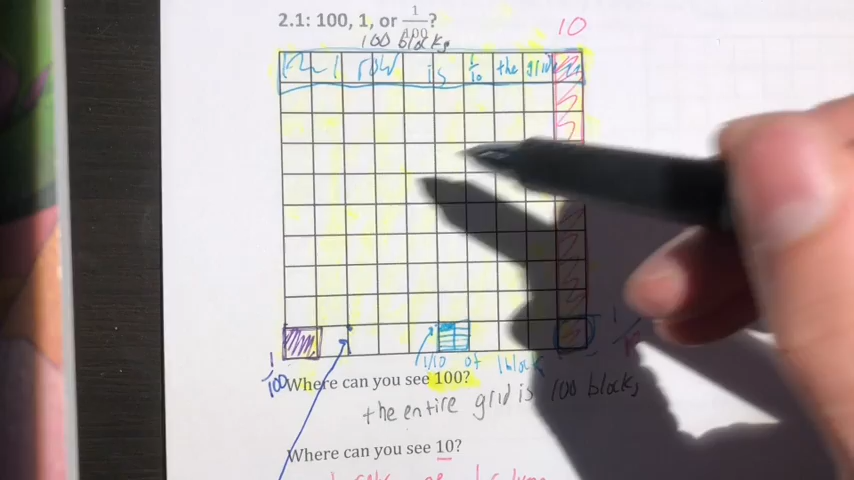 2.1: 100, 1, or 1/100?
10
100 blocks
1 row is 1/10 the grid
1/100
1/10 of 1 block
Where can you see 100?
the entire grid is 100 blocks
Where can you see 10?